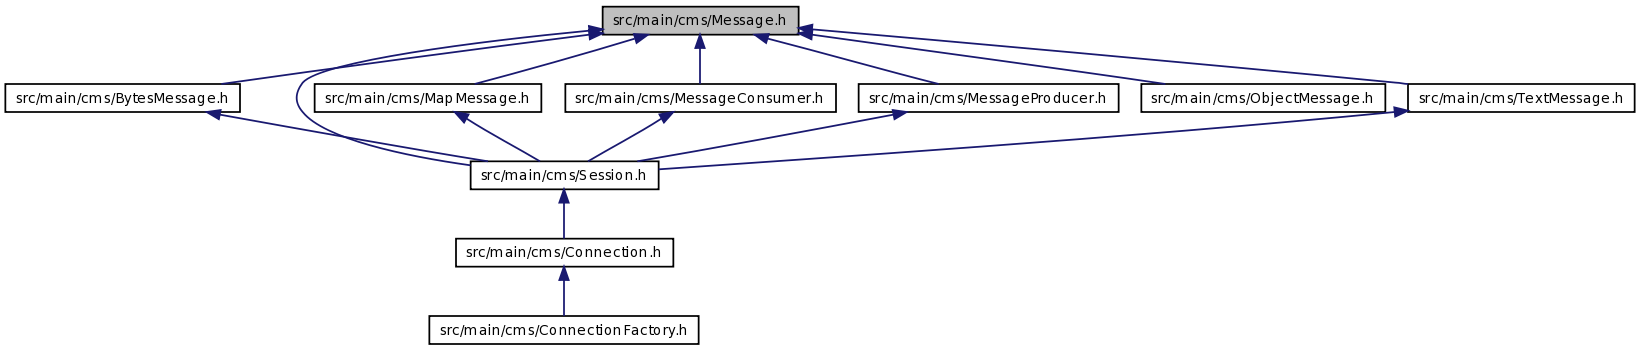 src/main/cms/Message.h
src/main/cms/BytesMessage.h
src/main/cms/MapMessage.h
src/main/cms/MessageConsumer.h
src/main/cms/MessageProducer.h
src/main/cms/ObjectMessage.h
src/main/cms/TextMessage.h
src/main/cms/Session.h
src/main/cms/Connection.h
src/main/cms/ConnectionFactory.h